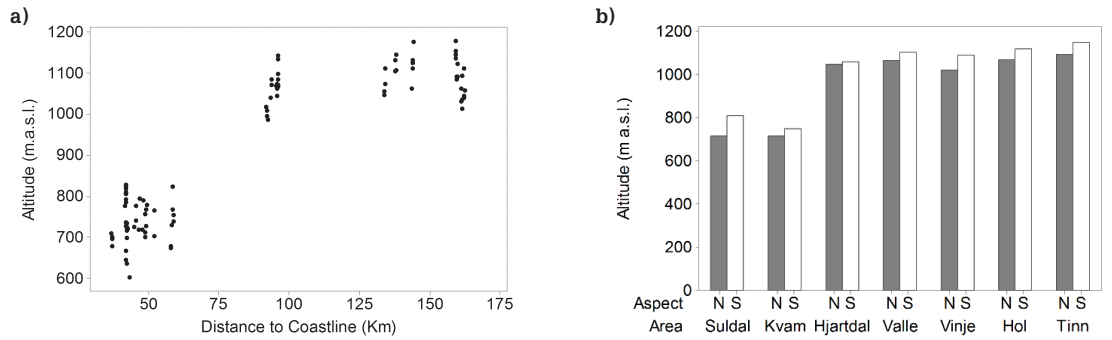 a)
1200
1100
1000
900
800
700
600
Altitude (m.a.s.l.)
50 75 100 125 150 175
Distance to Coastline (Km)
b)
1200
1000
800
600
400
200
0
Altitude (m a.s.l.)
Aspect N S N S N S N S N S N S N S
Area Suldal Kvam Hjartdal Valle Vinje Hol Tinn